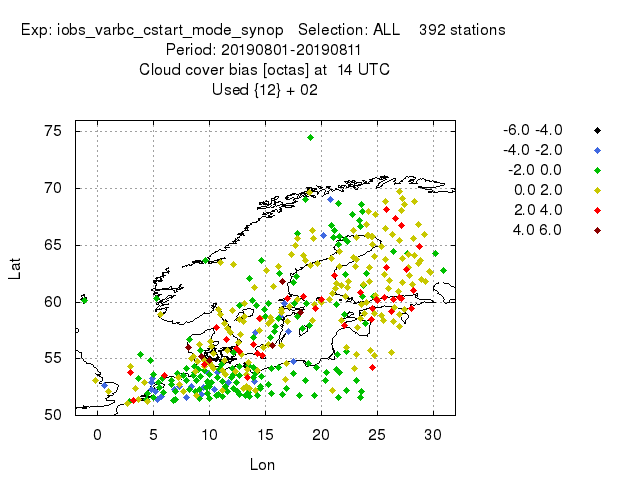 Exp: iobs_varbc_cstart_mode_synop Selection: ALL 392 stations
Period: 20190801-20190811
Cloud cover bias [octas] at 14 UTC
Used {12} + 02
-6.0 -4.0
-4.0 -2.0
-2.0 0.0
0.0 2.0
2.0 4.0
4.0 6.0
75
70
65
60
55
50
Lat
0 5 10 15 20 25 30
Lon